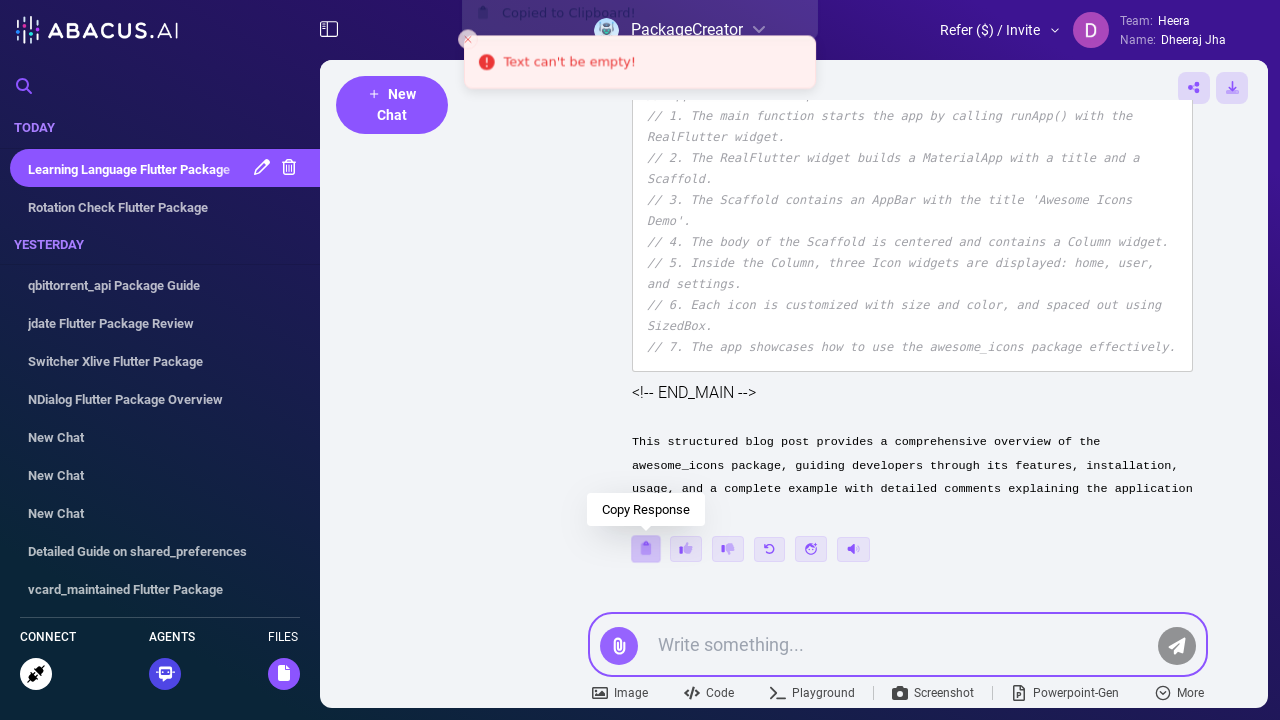 ABACUS.AI
Copied to Clipboard!
PackageCreator
Refer ($) / Invite
D
Team: Heera
Name: Dheeraj Jha
Text can't be empty!
+ New
Chat
TODAY
Learning Language Flutter Package
Rotation Check Flutter Package
YESTERDAY
qbittorrent_api Package Guide
jdate Flutter Package Review
Switcher Xlive Flutter Package
NDialog Flutter Package Overview
New Chat
New Chat
New Chat
Detailed Guide on shared_preferences
vcard_maintained Flutter Package
CONNECT
AGENTS
FILES
// 1. The main function starts the app by calling runApp() with the
RealFlutter widget.
// 2. The RealFlutter widget builds a MaterialApp with a title and a
Scaffold.
// 3. The Scaffold contains an AppBar with the title 'Awesome Icons
Demo'.
// 4. The body of the Scaffold is centered and contains a Column widget.
// 5. Inside the Column, three Icon widgets are displayed: home, user,
and settings.
// 6. Each icon is customized with size and color, and spaced out using
SizedBox.
// 7. The app showcases how to use the awesome_icons package effectively.
<!-- END_MAIN -->
This structured blog post provides a comprehensive overview of the
awesome_icons package, guiding developers through its features, installation,
usage, and a complete example with detailed comments explaining the application
Copy Response
Write something...
Image
Code
Playground
Screenshot
Powerpoint-Gen
More